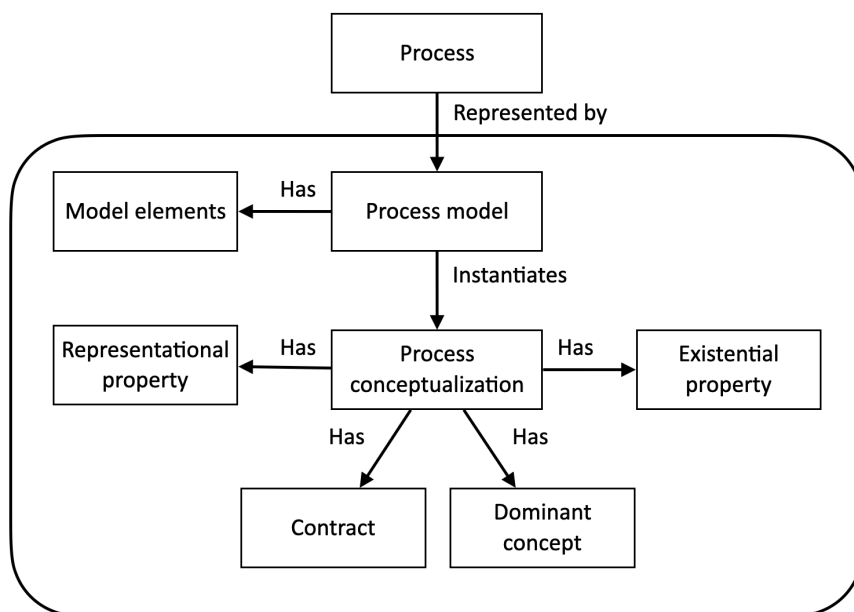 Process
Represented by
Has
Model elements
Process model
Instantiates
Representational
property
Has
Process
conceptualization
Has
Existential
property
Has
Has
Contract
Dominant
concept